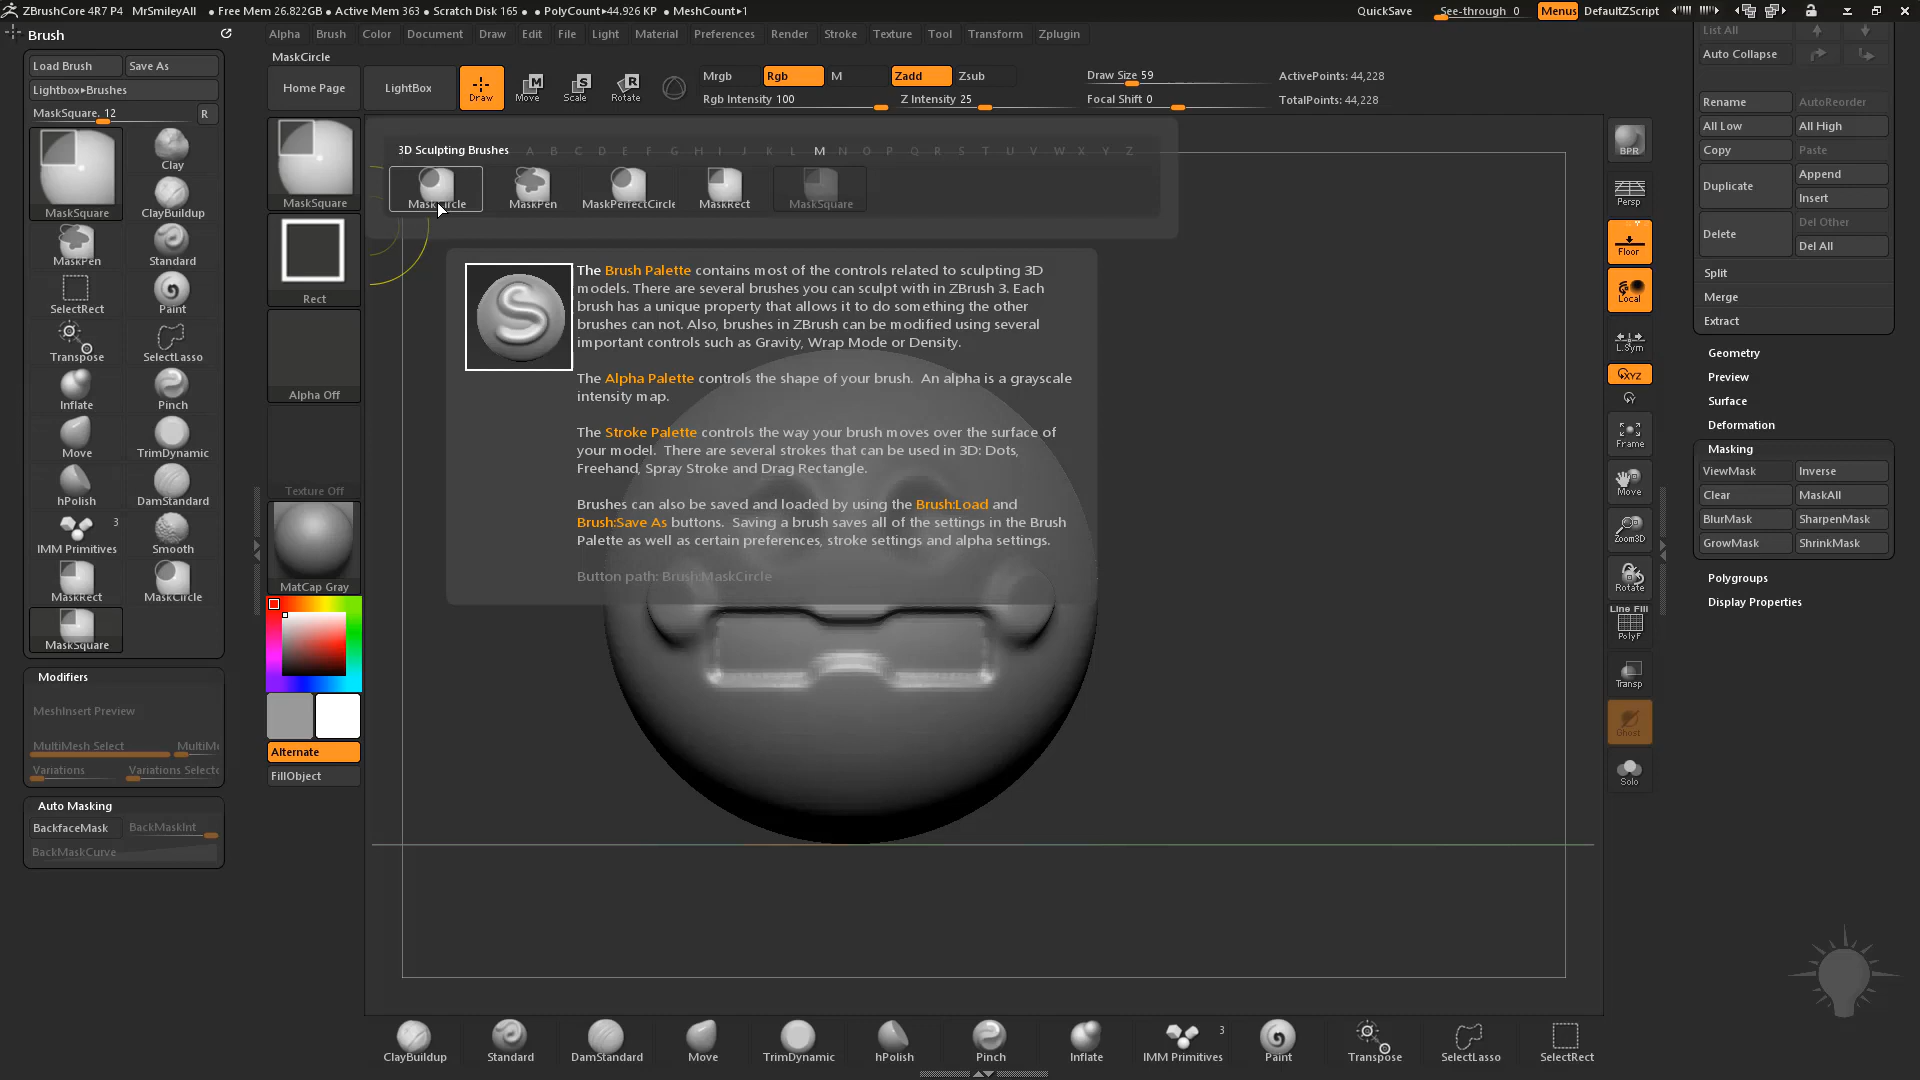 ZBrushCore 4R7 P4 MrSmileyAll • Free Mem 26.822GB • Active Mem 363 • Scratch Disk 165 • PolyCount▸44.926 KP • MeshCount▸1 QuickSave See-through 0 Menus DefaultZScript
Brush
Alpha Brush Color Document Draw Edit File Light Material Preferences Render Stroke Texture Tool Transform Zplugin
MaskCircle
Load Brush Save As
Lightbox▸Brushes
MaskSquare. 12 R
MaskSquare Clay
ClayBuildup
MaskPen Standard
SelectRect Paint
Transpose SelectLasso
Inflate Pinch
Move TrimDynamic
hPolish DamStandard
IMM Primitives 3 Smooth
MaskRect MaskCircle
MaskSquare
Modifiers
MeshInsert Preview
MultiMesh Select MultiMe
Variations Variations Selecto
Auto Masking
BackfaceMask BackMaskInt
BackMaskCurve
Home Page LightBox Draw Move Scale Rotate
Mrgb Rgb M Zadd Zsub
Rgb Intensity 100 Z Intensity 25
Draw Size 59
Focal Shift 0
ActivePoints: 44,228
TotalPoints: 44,228
MaskSquare
Rect
Alpha Off
Texture Off
MatCap Gray
Alternate
FillObject
3D Sculpting Brushes A B C D E F G H I J K L M N O P Q R S T U V W X Y Z
MaskCircle MaskPen MaskPerfectCircle MaskRect MaskSquare
The Brush Palette contains most of the controls related to sculpting 3D
models. There are several brushes you can sculpt with in ZBrush 3. Each
brush has a unique property that allows it to do something the other
brushes can not. Also, brushes in ZBrush can be modified using several
important controls such as Gravity, Wrap Mode or Density.
The Alpha Palette controls the shape of your brush. An alpha is a grayscale
intensity map.
The Stroke Palette controls the way your brush moves over the surface of
your model. There are several strokes that can be used in 3D: Dots,
Freehand, Spray Stroke and Drag Rectangle.
Brushes can also be saved and loaded by using the Brush:Load and
Brush:Save As buttons. Saving a brush saves all of the settings in the Brush
Palette as well as certain preferences, stroke settings and alpha settings.
Button path: Brush:MaskCircle
BPR
Persp
Floor
Local
L.Sym
XYZ
Y
Frame
Move
Zoom3D
Rotate
Line Fill
PolyF
Transp
Ghost
Solo
List All
Auto Collapse
Rename AutoReorder
All Low All High
Copy Paste
Duplicate Append
Insert
Delete Del Other
Del All
Split
Merge
Extract
Geometry
Preview
Surface
Deformation
Masking
ViewMask Inverse
Clear MaskAll
BlurMask SharpenMask
GrowMask ShrinkMask
Polygroups
Display Properties
ClayBuildup Standard DamStandard Move TrimDynamic hPolish Pinch Inflate IMM Primitives 3 Paint Transpose SelectLasso SelectRect